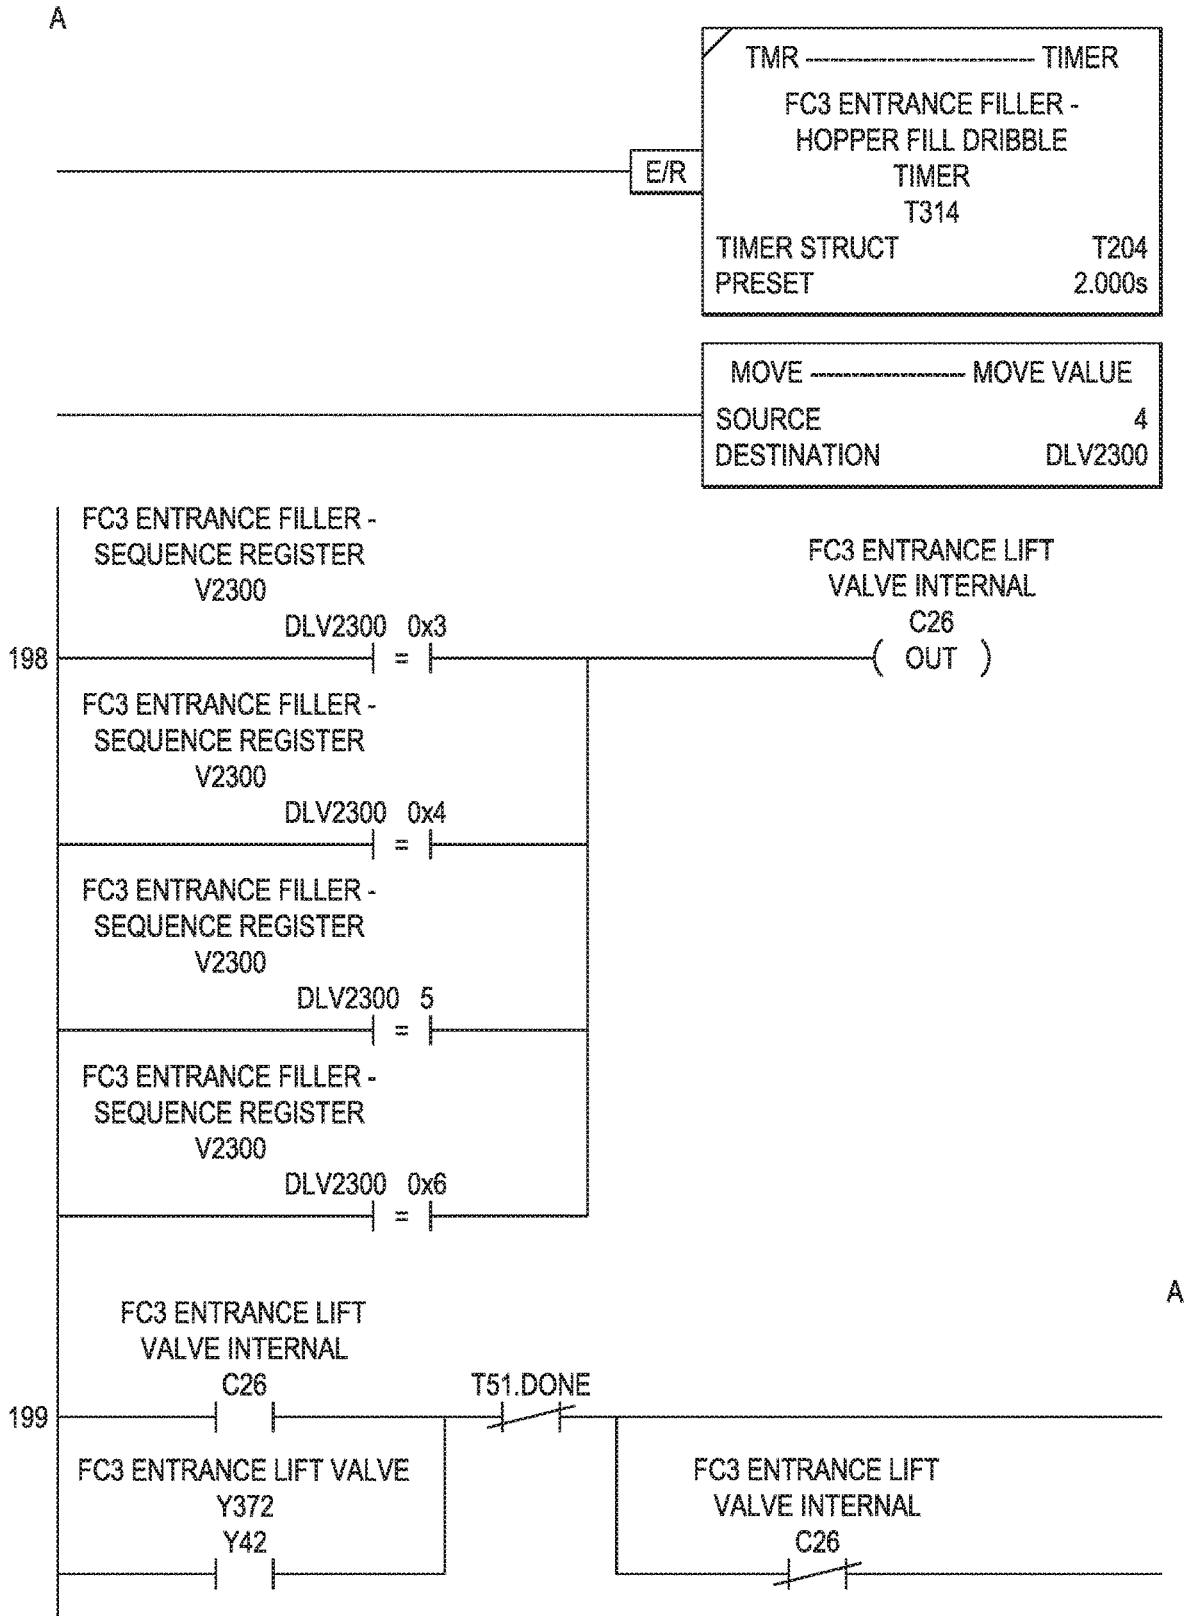 A
TMR TIMER
FC3 ENTRANCE FILLER -
HOPPER FILL DRIBBLE
TIMER
T314
E/R
TIMER STRUCT T204
PRESET 2.000s
MOVE MOVE VALUE
SOURCE 4
DESTINATION DLV2300
FC3 ENTRANCE FILLER -
SEQUENCE REGISTER
V2300
DLV2300 0x3
=
FC3 ENTRANCE LIFT
VALVE INTERNAL
C26
( OUT )
198
FC3 ENTRANCE FILLER -
SEQUENCE REGISTER
V2300
DLV2300 0x4
=
FC3 ENTRANCE FILLER -
SEQUENCE REGISTER
V2300
DLV2300 5
=
FC3 ENTRANCE FILLER -
SEQUENCE REGISTER
V2300
DLV2300 0x6
=
A
FC3 ENTRANCE LIFT
VALVE INTERNAL
C26
T51.DONE
199
FC3 ENTRANCE LIFT VALVE
Y372
Y42
FC3 ENTRANCE LIFT
VALVE INTERNAL
C26